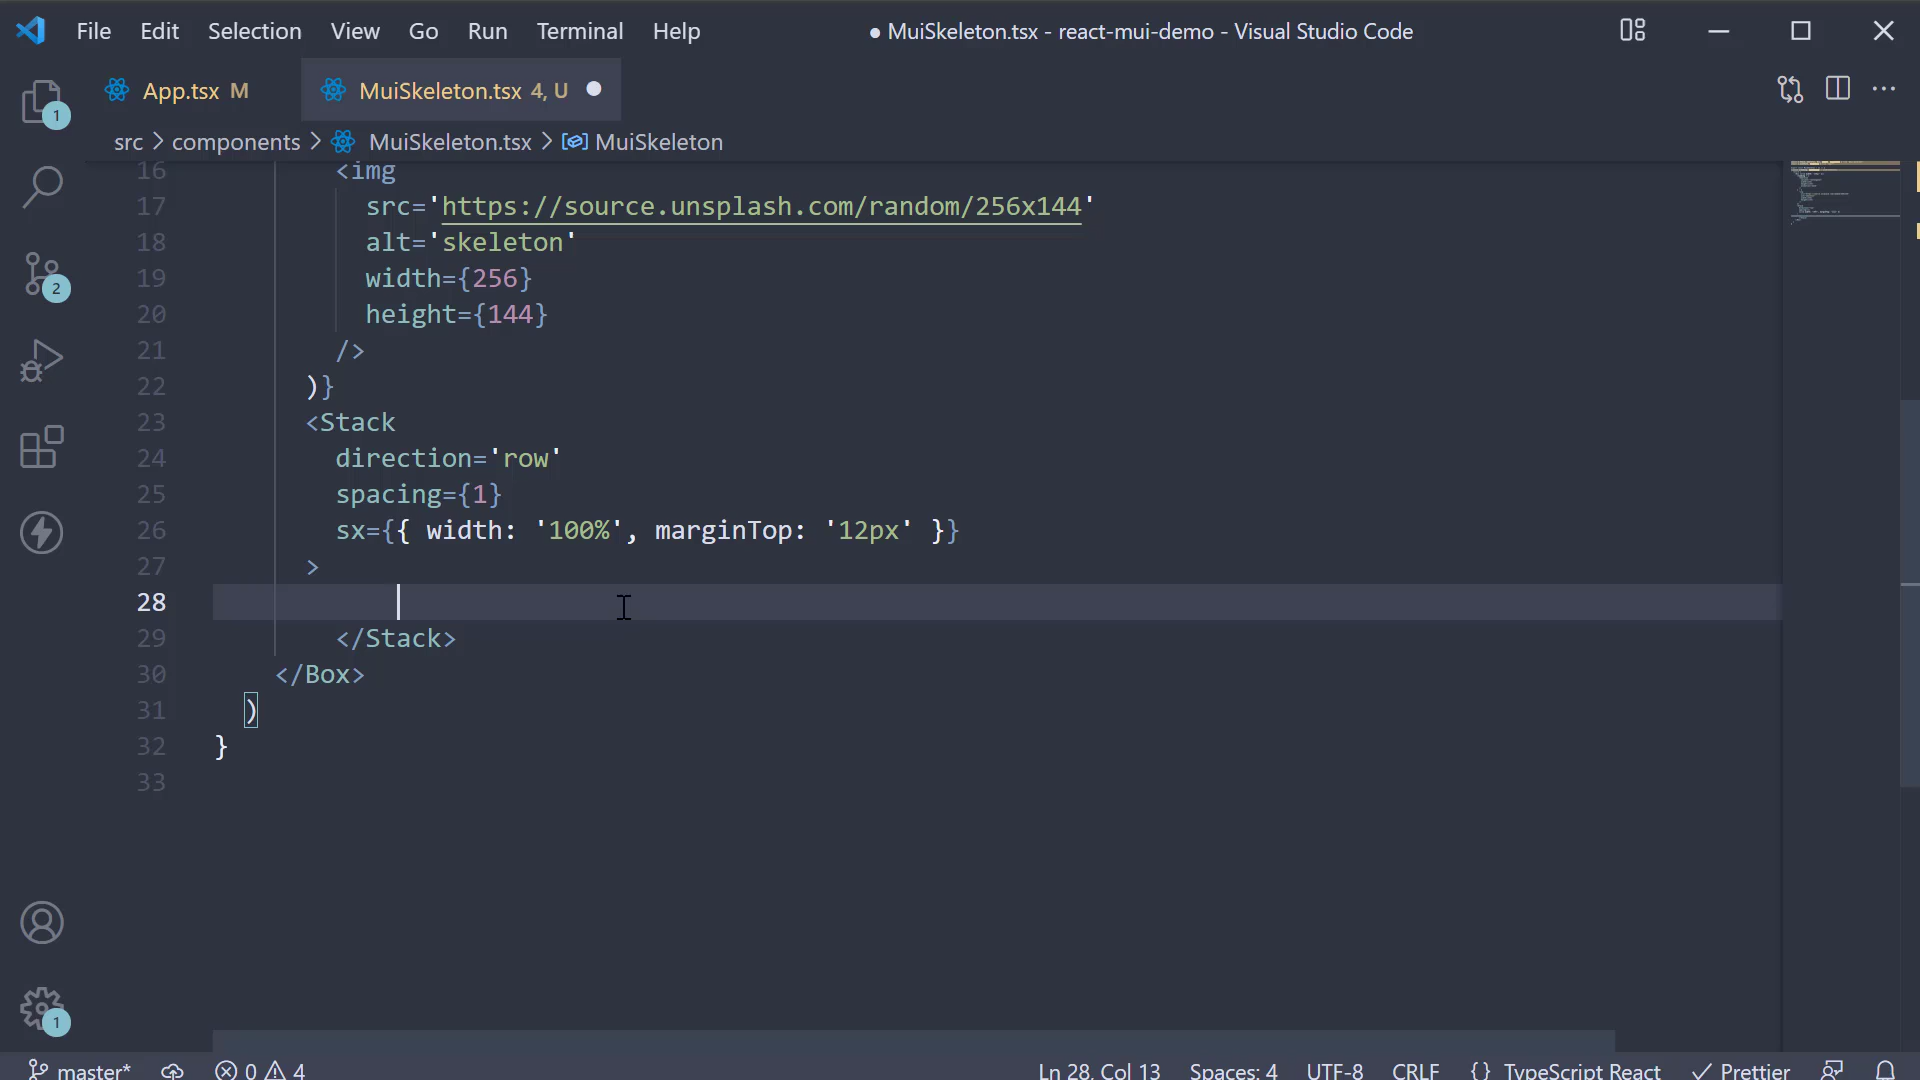 File Edit Selection View Go Run Terminal Help ● MuiSkeleton.tsx - react-mui-demo - Visual Studio Code
App.tsx M MuiSkeleton.tsx 4, U
src > components > MuiSkeleton.tsx > MuiSkeleton
16 <img
17 src='https://source.unsplash.com/random/256x144'
18 alt='skeleton'
19 width={256}
20 height={144}
21 />
22 )}
23 <Stack
24 direction='row'
25 spacing={1}
26 sx={{ width: '100%', marginTop: '12px' }}
27 >
28
29 </Stack>
30 </Box>
31 )
32 }
33
1
2
1
master* 0 4 Ln 28, Col 13 Spaces: 4 UTF-8 CRLF {} TypeScript React Prettier